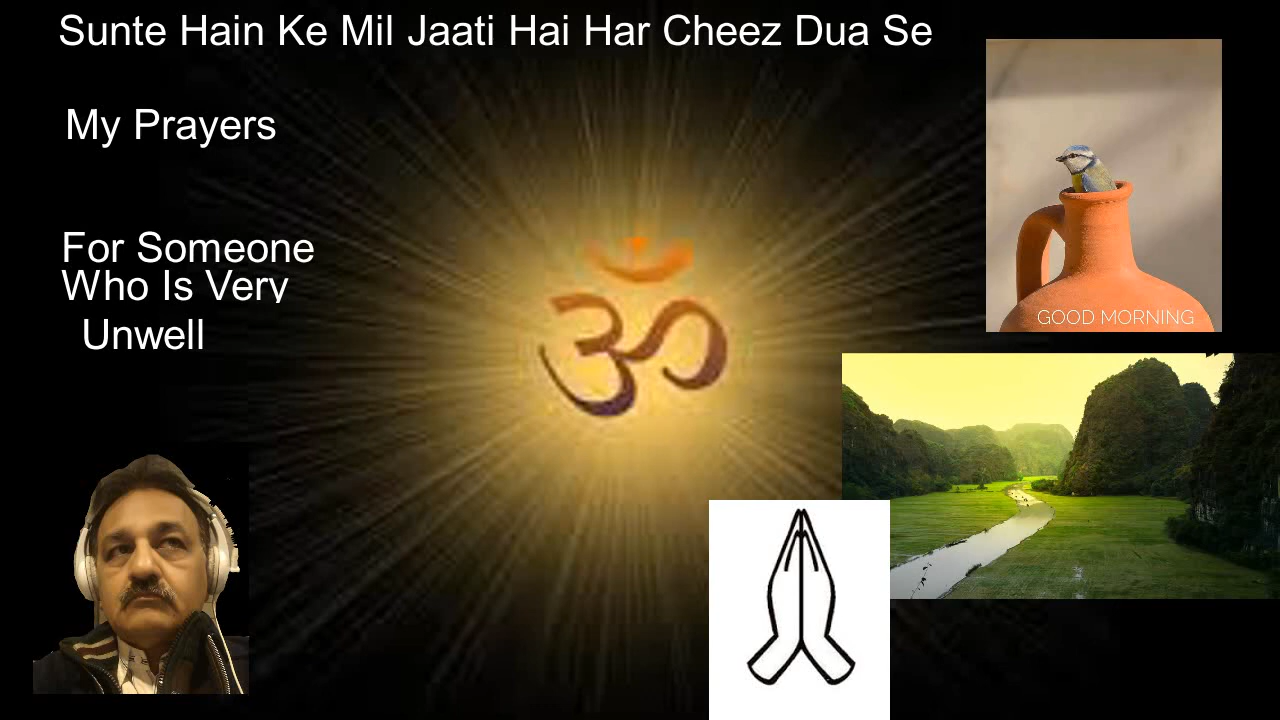 Sunte Hain Ke Mil Jaati Hai Har Cheez Dua Se
My Prayers
For Someone
Who Is Very
Unwell
ॐ
GOOD MORNING